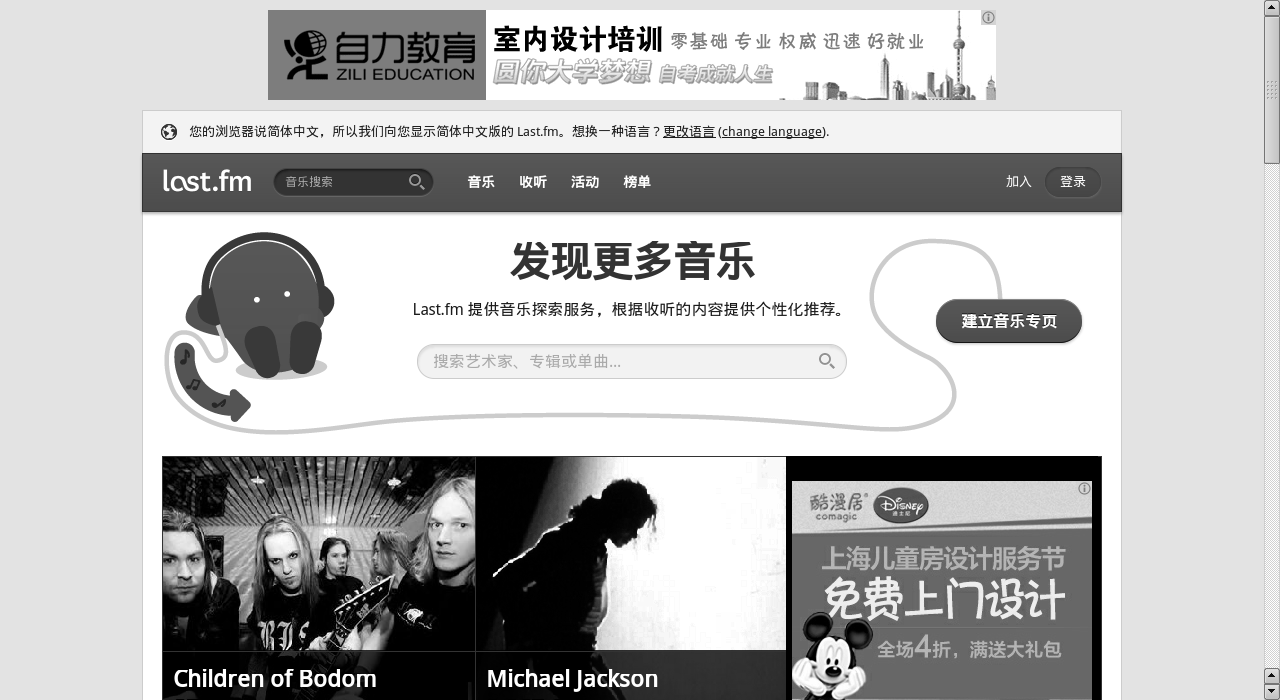 自力教育
ZILI EDUCATION
室内设计培训 零基础 专业 权威 迅速 好就业
圆你大学梦想 自考成就人生
您的浏览器说简体中文，所以我们向您显示简体中文版的 Last.fm。想换一种语言？更改语言 (change language).
last.fm
音乐搜索
音乐 收听 活动 榜单
加入 登录
发现更多音乐
Last.fm 提供音乐探索服务，根据收听的内容提供个性化推荐。
建立音乐专页
搜索艺术家、专辑或单曲...
酷漫居
comagic
Disney
迪士尼
上海儿童房设计服务节
免费上门设计
全场4折，满送大礼包
Children of Bodom
Michael Jackson